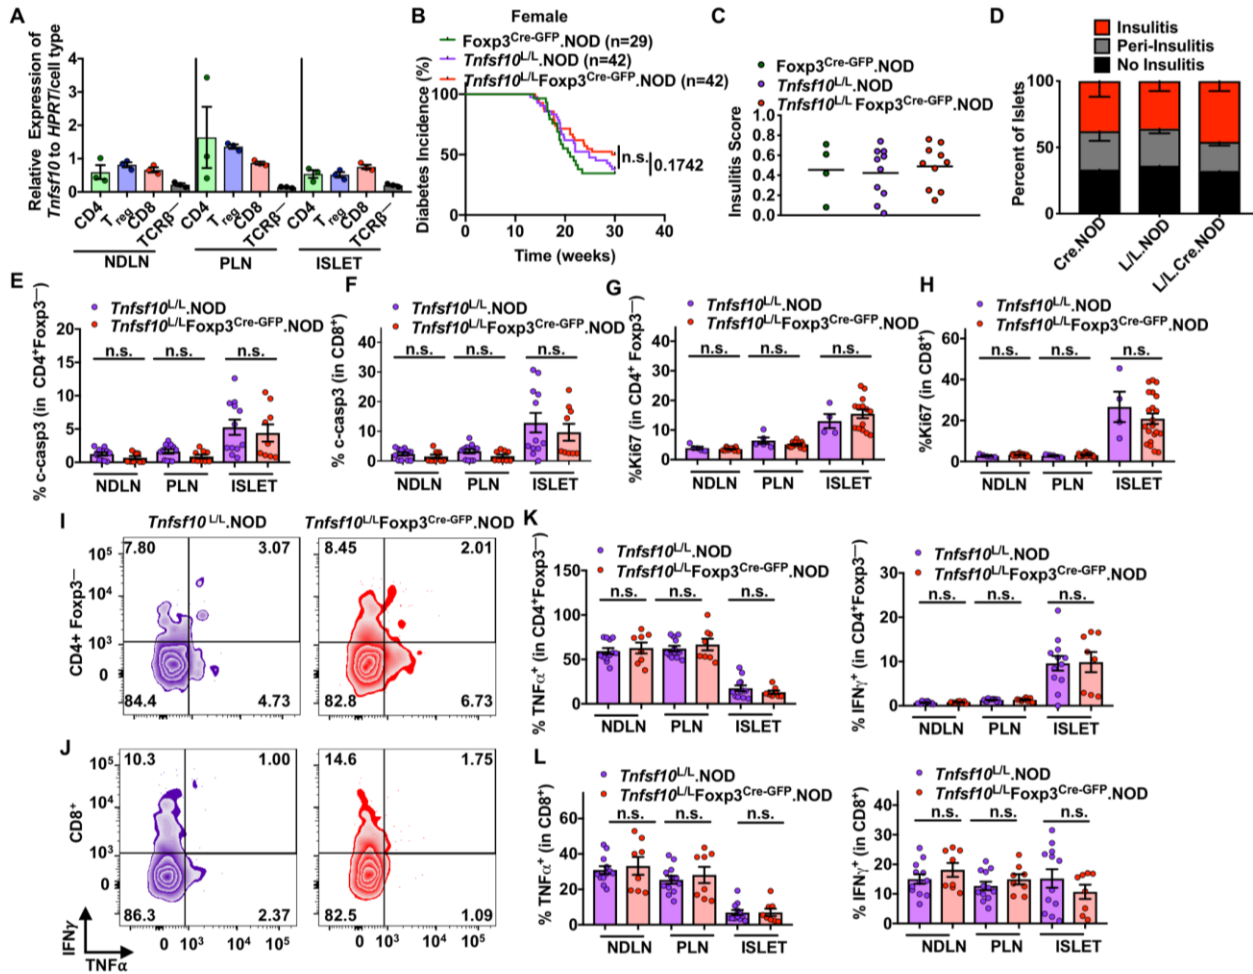 A
Relative Expression of
Tnfsf10 to HPRT/cell type
4
3
2
1
0
CD4
Treg
CD8
TCRβ—
CD4
Treg
CD8
TCRβ—
CD4
Treg
CD8
TCRβ—
NDLN
PLN
ISLET
B
Female
Foxp3Cre-GFP.NOD (n=29)
Tnfsf10L/L.NOD (n=42)
Tnfsf10L/LFoxp3Cre-GFP.NOD (n=42)
Diabetes Incidence (%)
100
50
0
0
10
20
30
40
Time (weeks)
n.s.
0.1742
C
Foxp3Cre-GFP.NOD
Tnfsf10L/L.NOD
Tnfsf10L/L Foxp3Cre-GFP.NOD
Insulitis Score
1.0
0.8
0.6
0.4
0.2
0.0
D
Insulitis
Peri-Insulitis
No Insulitis
Percent of Islets
100
50
0
Cre.NOD
L/L.NOD
L/L.Cre.NOD
E
Tnfsf10L/L.NOD
Tnfsf10L/LFoxp3Cre-GFP.NOD
% c-casp3 (in CD4+Foxp3—)
20
15
10
5
0
n.s.
n.s.
n.s.
NDLN
PLN
ISLET
F
Tnfsf10L/L.NOD
Tnfsf10L/LFoxp3Cre-GFP.NOD
% c-casp3 (in CD8+)
40
30
20
10
0
n.s.
n.s.
n.s.
NDLN
PLN
ISLET
G
Tnfsf10L/L.NOD
Tnfsf10L/LFoxp3Cre-GFP.NOD
%Ki67 (in CD4+ Foxp3—)
40
30
20
10
0
n.s.
n.s.
n.s.
NDLN
PLN
ISLET
H
Tnfsf10L/L.NOD
Tnfsf10L/LFoxp3Cre-GFP.NOD
%Ki67 (in CD8+)
60
40
20
0
n.s.
n.s.
n.s.
NDLN
PLN
ISLET
I
Tnfsf10 L/L.NOD
Tnfsf10L/LFoxp3Cre-GFP.NOD
CD4+ Foxp3—
10⁵
10³
0
7.80
3.07
84.4
4.73
8.45
2.01
82.8
6.73
J
CD8+
10⁵
10⁴
10³
0
10.3
1.00
86.3
2.37
14.6
1.75
82.5
1.09
0
10³
10⁴
10⁵
0
10³
10⁴
10⁵
IFNγ
TNFα
K
Tnfsf10L/L.NOD
Tnfsf10L/LFoxp3Cre-GFP.NOD
% TNFα+ (in CD4+Foxp3—)
150
100
50
0
n.s.
n.s.
n.s.
NDLN
PLN
ISLET
Tnfsf10L/L.NOD
Tnfsf10L/LFoxp3Cre-GFP.NOD
% IFNγ+ (in CD4+Foxp3—)
30
20
10
0
n.s.
n.s.
n.s.
NDLN
PLN
ISLET
L
Tnfsf10L/L.NOD
Tnfsf10L/LFoxp3Cre-GFP.NOD
% TNFα+ (in CD8+)
60
40
20
0
n.s.
n.s.
n.s.
NDLN
PLN
ISLET
Tnfsf10L/L.NOD
Tnfsf10L/LFoxp3Cre-GFP.NOD
% IFNγ+ (in CD8+)
40
30
20
10
0
n.s.
n.s.
n.s.
NDLN
PLN
ISLET